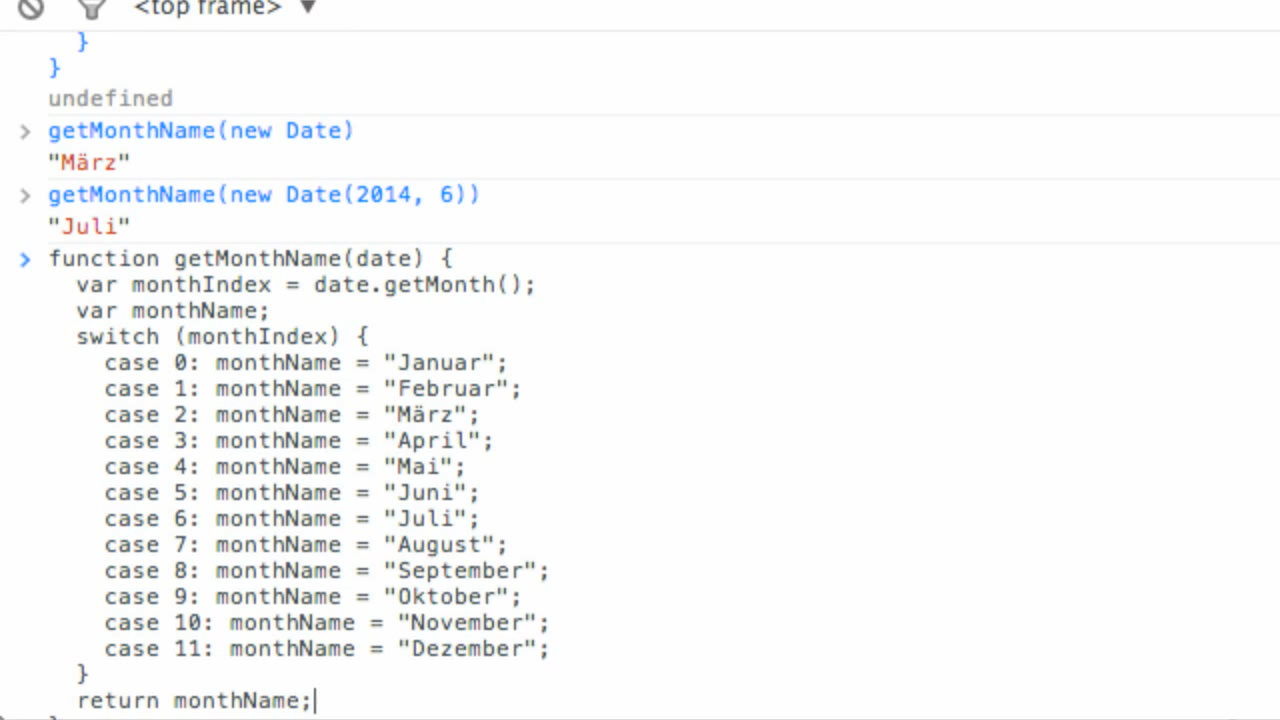 <top frame> ▼
}
}
undefined
> getMonthName(new Date)
"März"
> getMonthName(new Date(2014, 6))
"Juli"
> function getMonthName(date) {
var monthIndex = date.getMonth();
var monthName;
switch (monthIndex) {
case 0: monthName = "Januar";
case 1: monthName = "Februar";
case 2: monthName = "März";
case 3: monthName = "April";
case 4: monthName = "Mai";
case 5: monthName = "Juni";
case 6: monthName = "Juli";
case 7: monthName = "August";
case 8: monthName = "September";
case 9: monthName = "Oktober";
case 10: monthName = "November";
case 11: monthName = "Dezember";
}
return monthName;